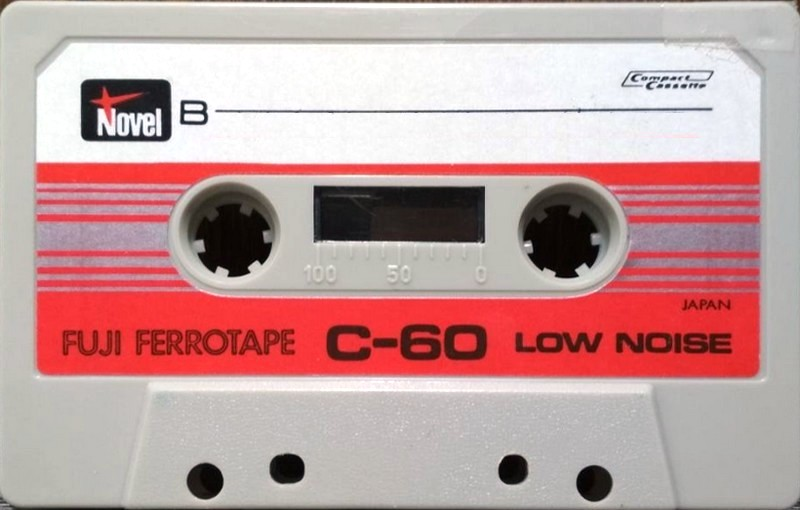 Novel
B
Compact
Cassette
100 50 0
JAPAN
FUJI FERROTAPE C-60 LOW NOISE